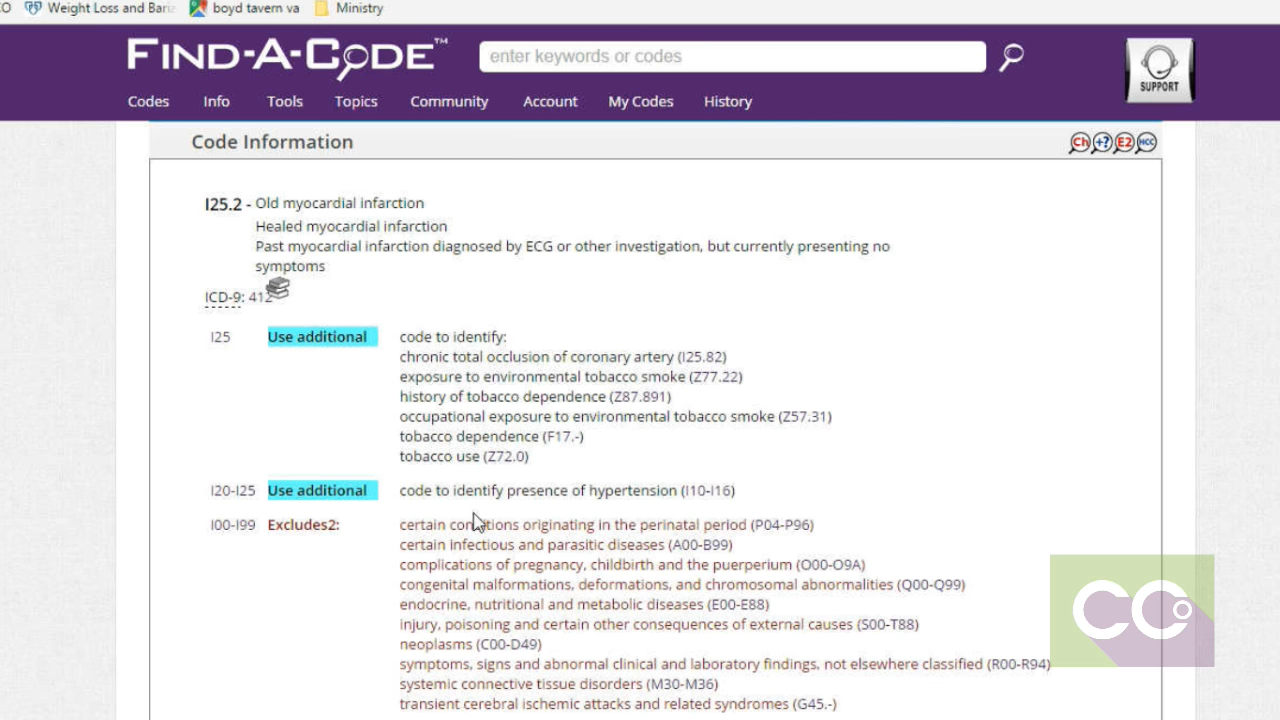 Weight Loss and Baria boyd tavern va Ministry
FIND-A-CODE™ enter keywords or codes SUPPORT
Codes Info Tools Topics Community Account My Codes History
Code Information Ch +? E2 HCC
I25.2 - Old myocardial infarction
Healed myocardial infarction
Past myocardial infarction diagnosed by ECG or other investigation, but currently presenting no
symptoms
ICD-9: 412
I25 Use additional code to identify:
chronic total occlusion of coronary artery (I25.82)
exposure to environmental tobacco smoke (Z77.22)
history of tobacco dependence (Z87.891)
occupational exposure to environmental tobacco smoke (Z57.31)
tobacco dependence (F17.-)
tobacco use (Z72.0)
I20-I25 Use additional code to identify presence of hypertension (I10-I16)
I00-I99 Excludes2: certain conditions originating in the perinatal period (P04-P96)
certain infectious and parasitic diseases (A00-B99)
complications of pregnancy, childbirth and the puerperium (O00-O9A)
congenital malformations, deformations, and chromosomal abnormalities (Q00-Q99)
endocrine, nutritional and metabolic diseases (E00-E88)
injury, poisoning and certain other consequences of external causes (S00-T88)
neoplasms (C00-D49)
symptoms, signs and abnormal clinical and laboratory findings, not elsewhere classified (R00-R94)
systemic connective tissue disorders (M30-M36)
transient cerebral ischemic attacks and related syndromes (G45.-)
CCO